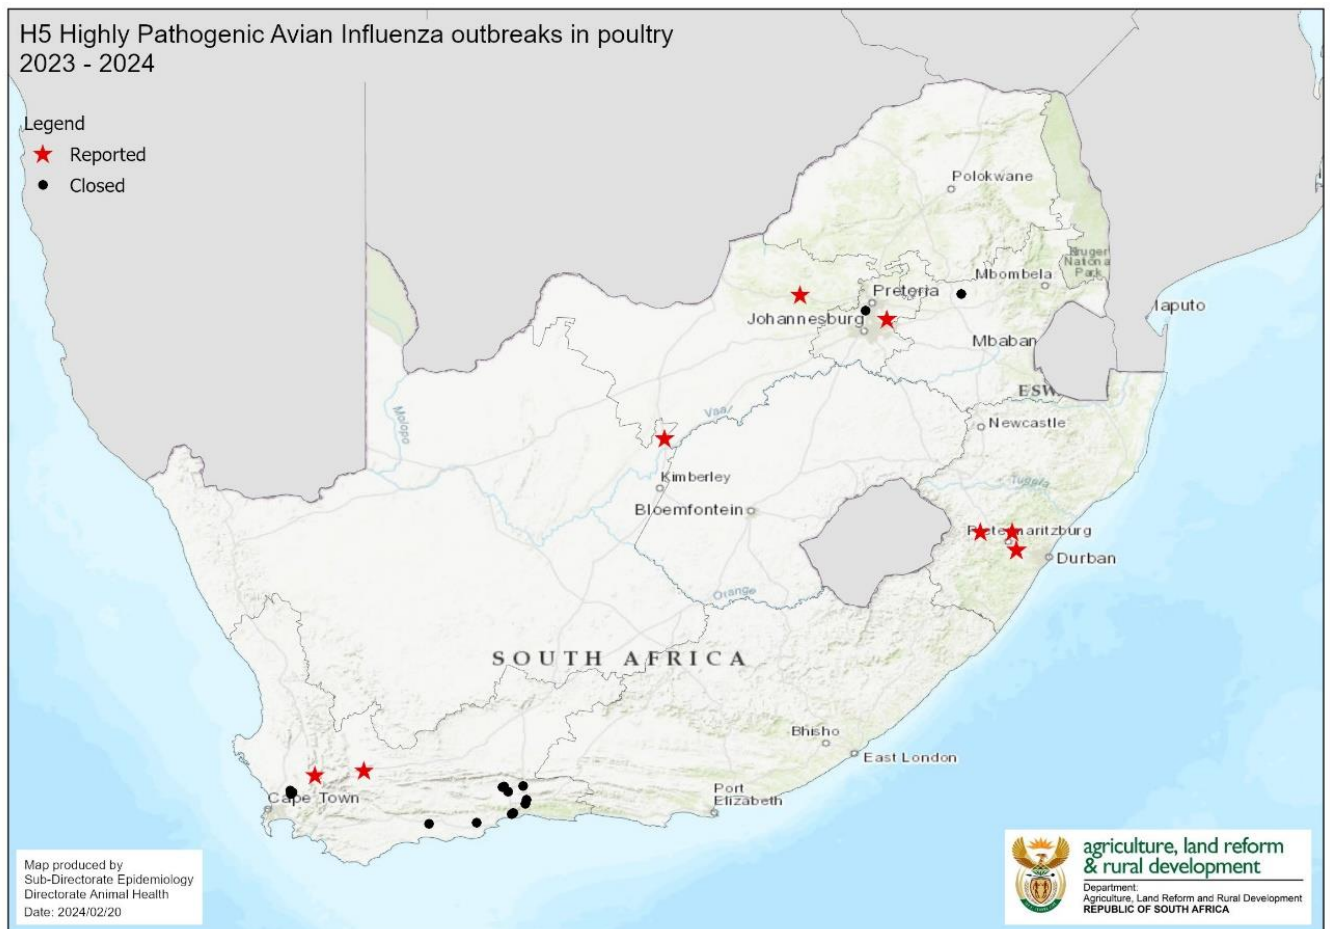 H5 Highly Pathogenic Avian Influenza outbreaks in poultry
2023 - 2024
Legend
Reported
Closed
Polokwane
Kruger
Nationa
Park
Mbombela
Pretoria
Johannesburg
Maputo
Mbaban
ESW
Molopo
Vaal
Newcastle
Kimberley
Tugela
Bloemfontein
Pietermaritzburg
Durban
Orange
SOUTH AFRICA
Bhisho
East London
Port
Elizabeth
Cape Town
Map produced by
Sub-Directorate Epidemiology
Directorate Animal Health
Date: 2024/02/20
agriculture, land reform
& rural development
Department:
Agriculture, Land Reform and Rural Development
REPUBLIC OF SOUTH AFRICA